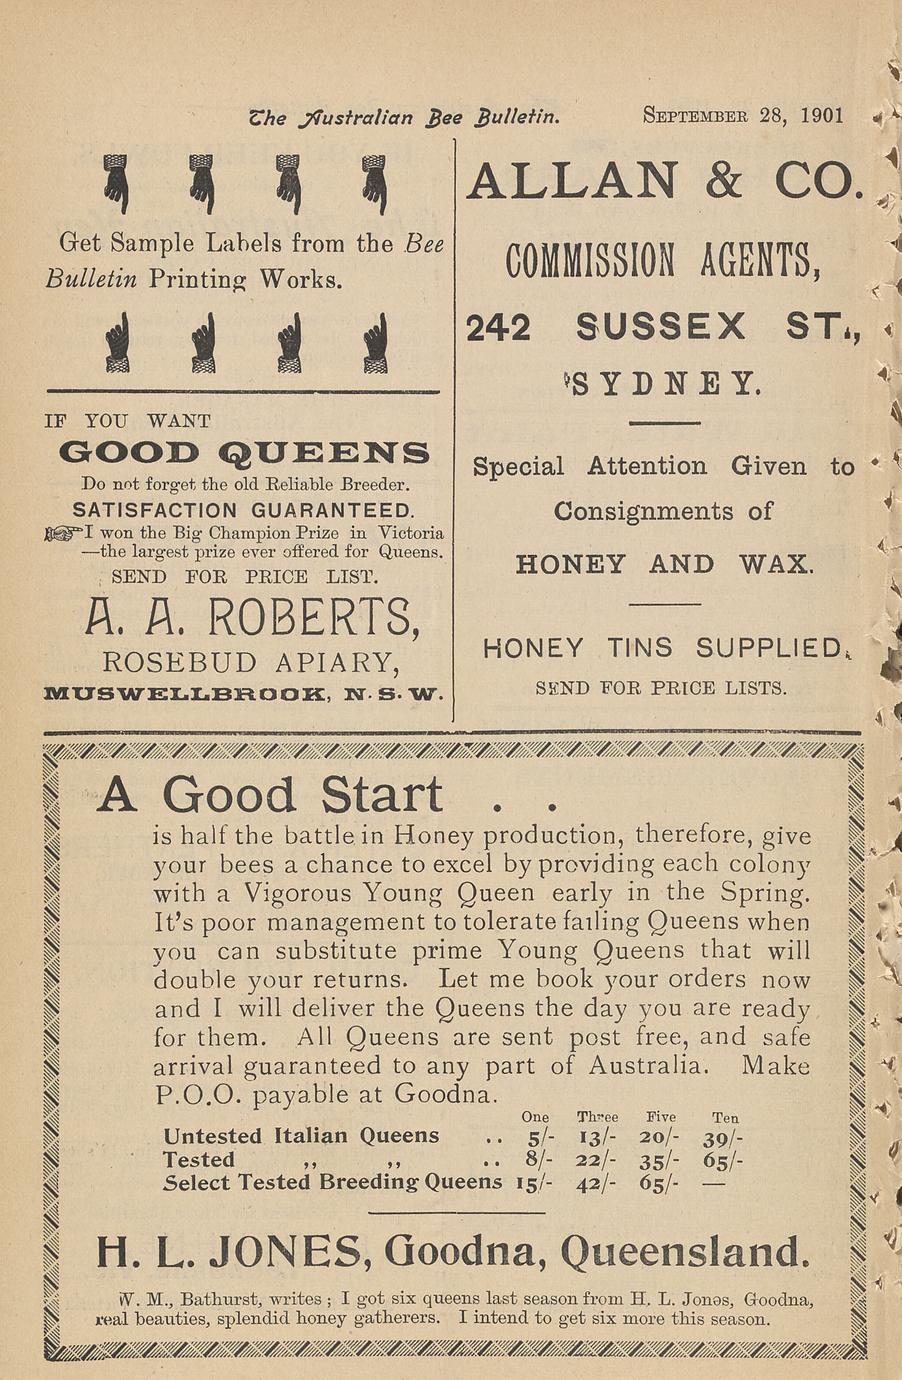 The Australian Bee Bulletin. SEPTEMBER 28, 1901
Get Sample Labels from the Bee
Bulletin Printing Works.
IF YOU WANT
GOOD QUEENS
Do not forget the old Reliable Breeder.
SATISFACTION GUARANTEED.
I won the Big Champion Prize in Victoria
—the largest prize ever offered for Queens.
SEND FOR PRICE LIST.
A. A. ROBERTS,
ROSEBUD APIARY,
MUSWELLBROOK, N.S.W.
ALLAN & CO.
COMMISSION AGENTS,
242 SUSSEX ST.,
SYDNEY.
Special Attention Given to
Consignments of
HONEY AND WAX.
HONEY TINS SUPPLIED.
SEND FOR PRICE LISTS.
A Good Start . .
is half the battle in Honey production, therefore, give
your bees a chance to excel by providing each colony
with a Vigorous Young Queen early in the Spring.
It's poor management to tolerate failing Queens when
you can substitute prime Young Queens that will
double your returns. Let me book your orders now
and I will deliver the Queens the day you are ready
for them. All Queens are sent post free, and safe
arrival guaranteed to any part of Australia. Make
P.O.O. payable at Goodna.
One Three Five Ten
Untested Italian Queens .. 5/- 13/- 20/- 39/-
Tested ,, ,, .. 8/- 22/- 35/- 65/-
Select Tested Breeding Queens 15/- 42/- 65/- —
H. L. JONES, Goodna, Queensland.
W. M., Bathurst, writes ; I got six queens last season from H. L. Jones, Goodna,
real beauties, splendid honey gatherers. I intend to get six more this season.